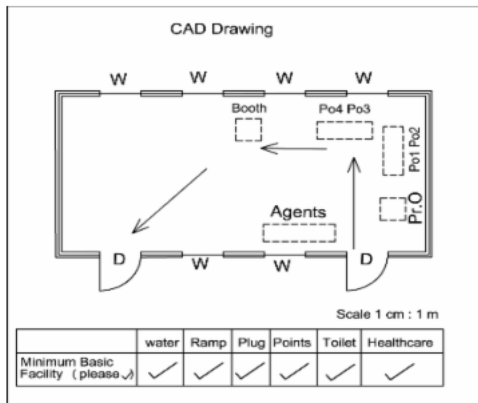 CAD Drawing
W W W W
Booth Po4 Po3
Po1 Po2
Pr.O
Agents
D W W D
Scale 1 cm : 1 m
water Ramp Plug Points Toilet Healthcare
Minimum Basic
Facility ( please ✓) ✓ ✓ ✓ ✓ ✓ ✓